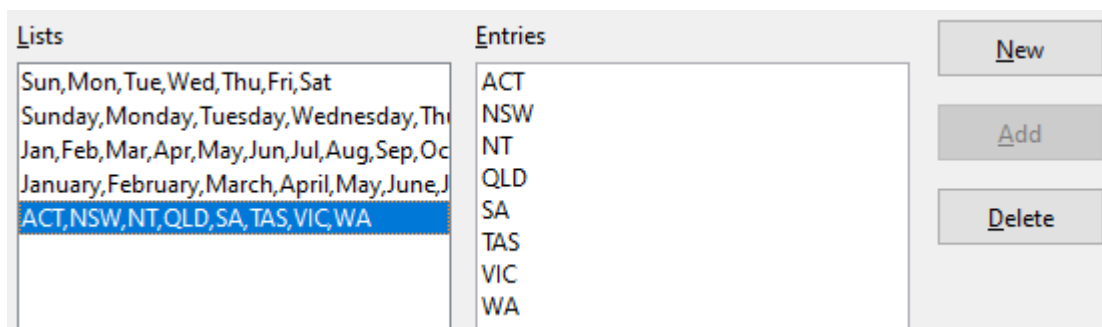 Lists
Sun,Mon,Tue,Wed,Thu,Fri,Sat
Sunday,Monday,Tuesday,Wednesday,Thu
Jan,Feb,Mar,Apr,May,Jun,Jul,Aug,Sep,Oc
January,February,March,April,May,June,J
ACT,NSW,NT,QLD,SA,TAS,VIC,WA
Entries
ACT
NSW
NT
QLD
SA
TAS
VIC
WA
New
Add
Delete